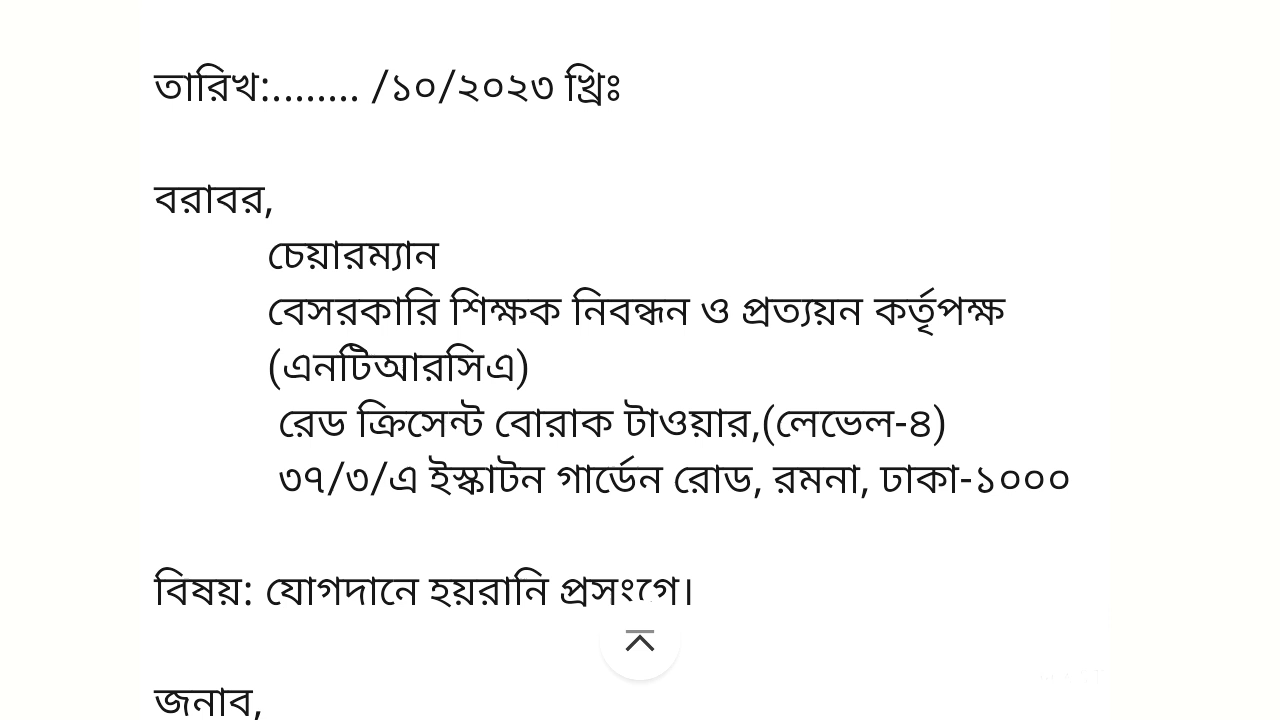 তারিখ:........ /১০/২০২৩ খ্রিঃ
বরাবর,
চেয়ারম্যান
বেসরকারি শিক্ষক নিবন্ধন ও প্রত্যয়ন কর্তৃপক্ষ
(এনটিআরসিএ)
রেড ক্রিসেন্ট বোরাক টাওয়ার,(লেভেল-৪)
৩৭/৩/এ ইস্কাটন গার্ডেন রোড, রমনা, ঢাকা-১০০০
বিষয়: যোগদানে হয়রানি প্রসংগে।
জনাব,